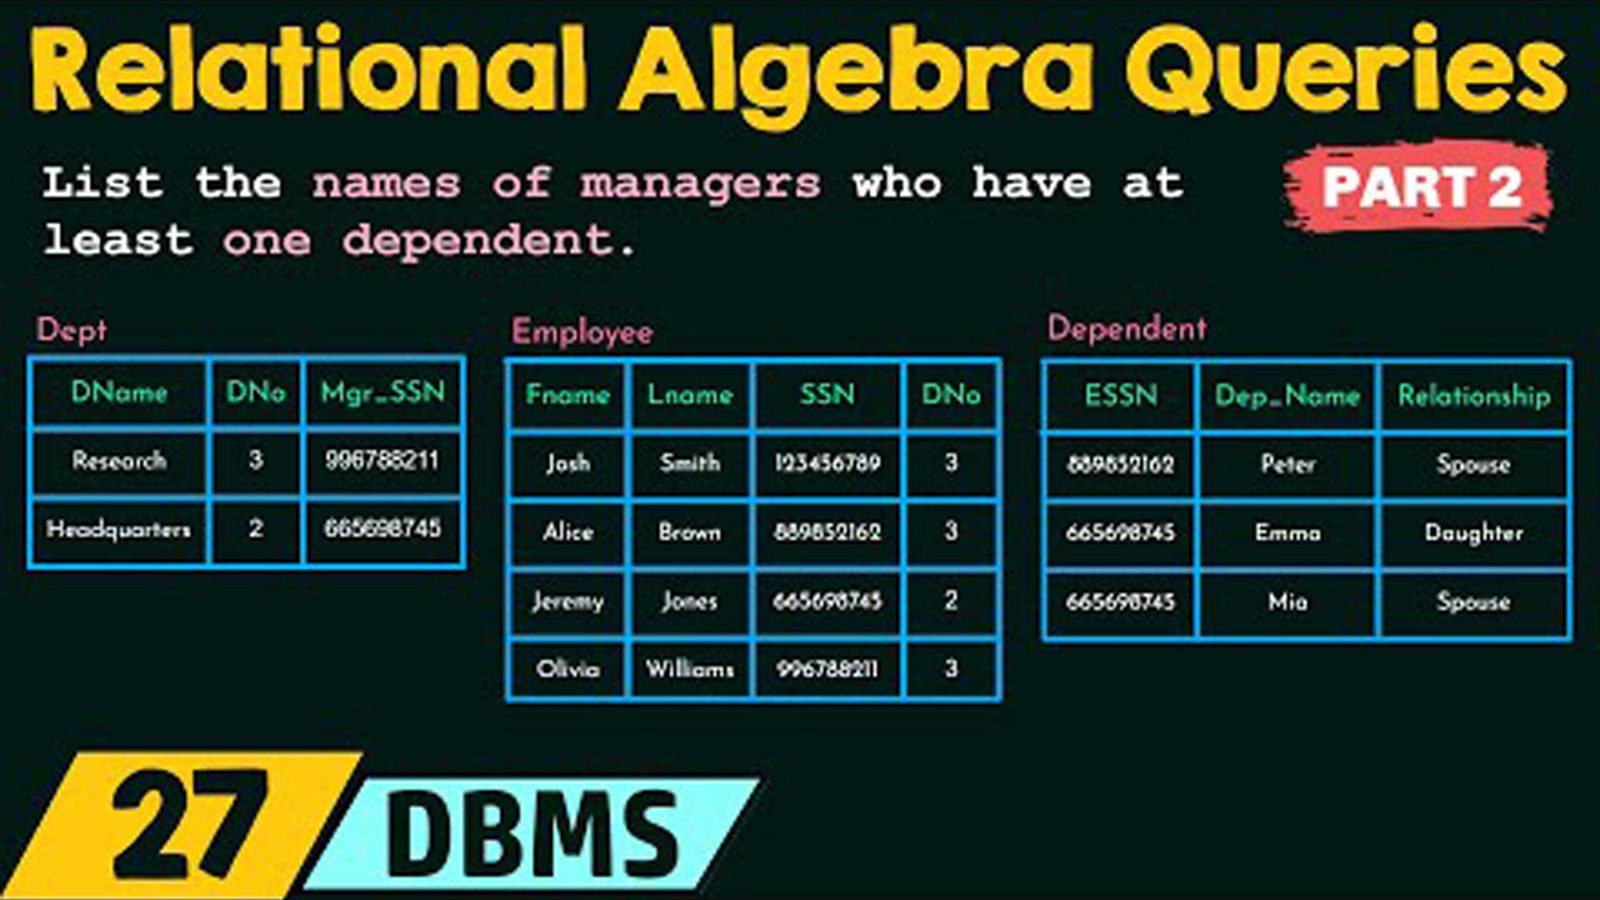 Relational Algebra Queries
List the names of managers who have at
least one dependent.
PART 2
Dept
DName DNo Mgr_SSN
Research 3 996788211
Headquarters 2 665698745
Employee
Fname Lname SSN DNo
Josh Smith 123456789 3
Alice Brown 889852162 3
Jeremy Jones 665698745 2
Olivia Williams 996788211 3
Dependent
ESSN Dep_Name Relationship
889852162 Peter Spouse
665698745 Emma Daughter
665698745 Mia Spouse
27 DBMS